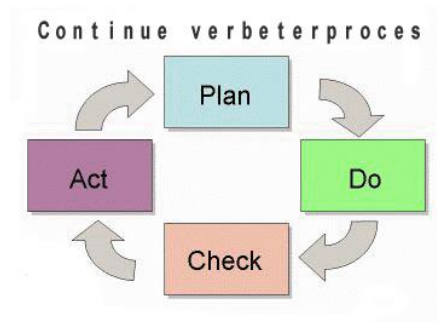 Continue verbeterproces
Plan
Act
Do
Check